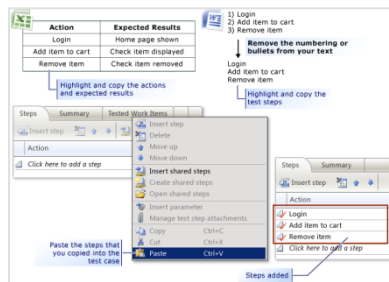 Action Expected Results
Login Home page shown
Add item to cart Check item displayed
Remove item Check item removed
Highlight and copy the actions
and expected results
1) Login
2) Add item to cart
3) Remove item
Remove the numbering or
bullets from your text
Login
Add item to cart
Remove item
Highlight and copy the
test steps
Steps Summary Tested Work Items
Insert step
Action
Click here to add a step
Insert step
Delete
Move up
Move down
Insert shared steps
Create shared steps
Open shared steps
Insert parameter
Manage test step attachments
Copy Ctrl+C
Cut Ctrl+X
Paste Ctrl+V
Paste the steps that
you copied into the
test case
Steps Summary
Insert step
Action
Login
Add item to cart
Remove item
Click here to add a step
Steps added